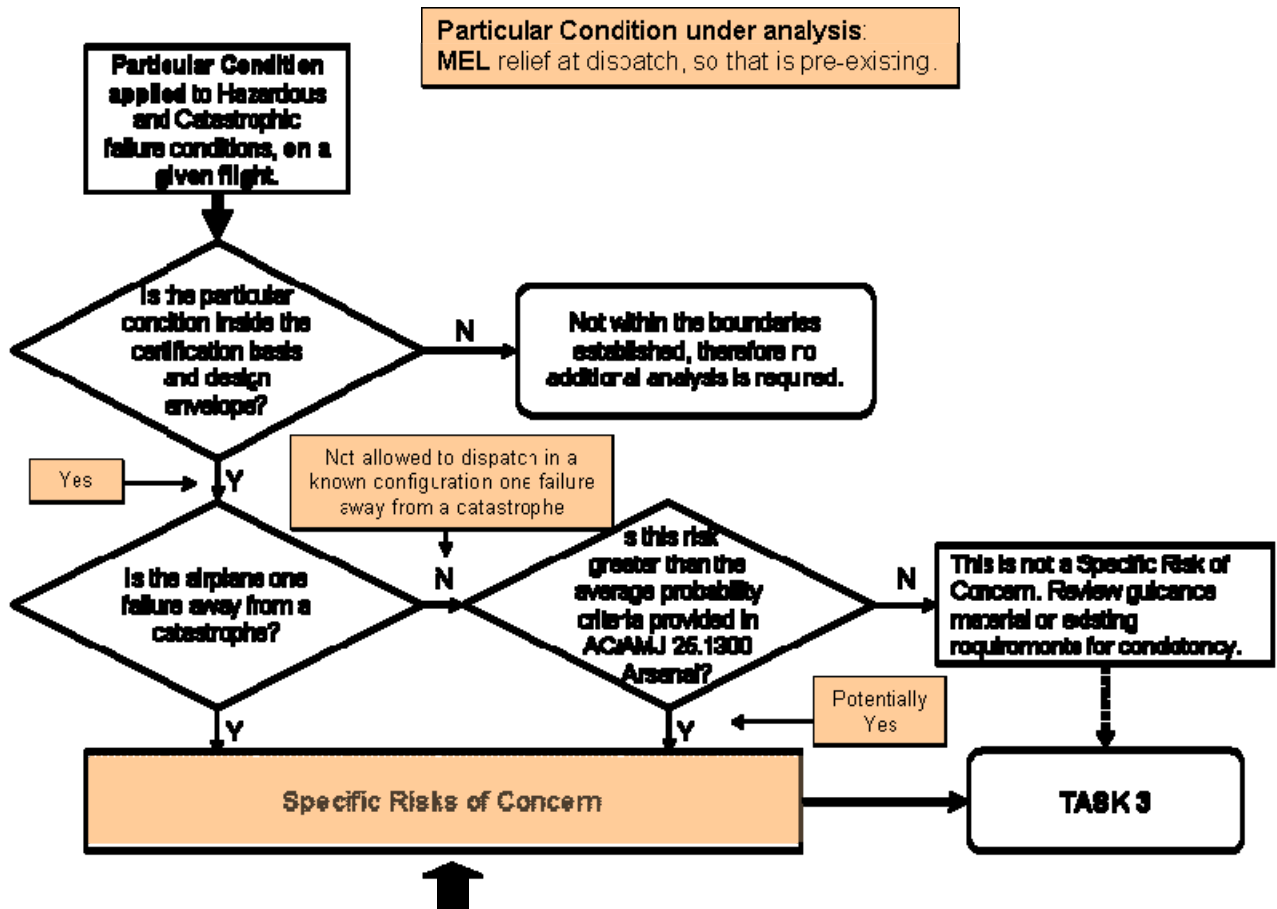 Particular Condition under analysis:
MEL relief at dispatch, so that is pre-existing.
Particular Condition
applied to Hazardous
and Catastrophic
failure conditions, on a
given flight.
Is the particular
condition inside the
certification basis
and design
envelope?
N
Not within the boundaries
established, therefore no
additional analysis is required.
Yes
Y
Not allowed to dispatch in a
known configuration one failure
away from a catastrophe
Is the airplane one
failure away from a
catastrophe?
N
Is this risk
greater than the
average probability
criteria provided in
AC/AMJ 25.1309
Arsenal?
N
This is not a Specific Risk of
Concern. Review guidance
material or existing
requirements for consistency.
Potentially
Yes
Y
Y
Specific Risks of Concern
TASK 3